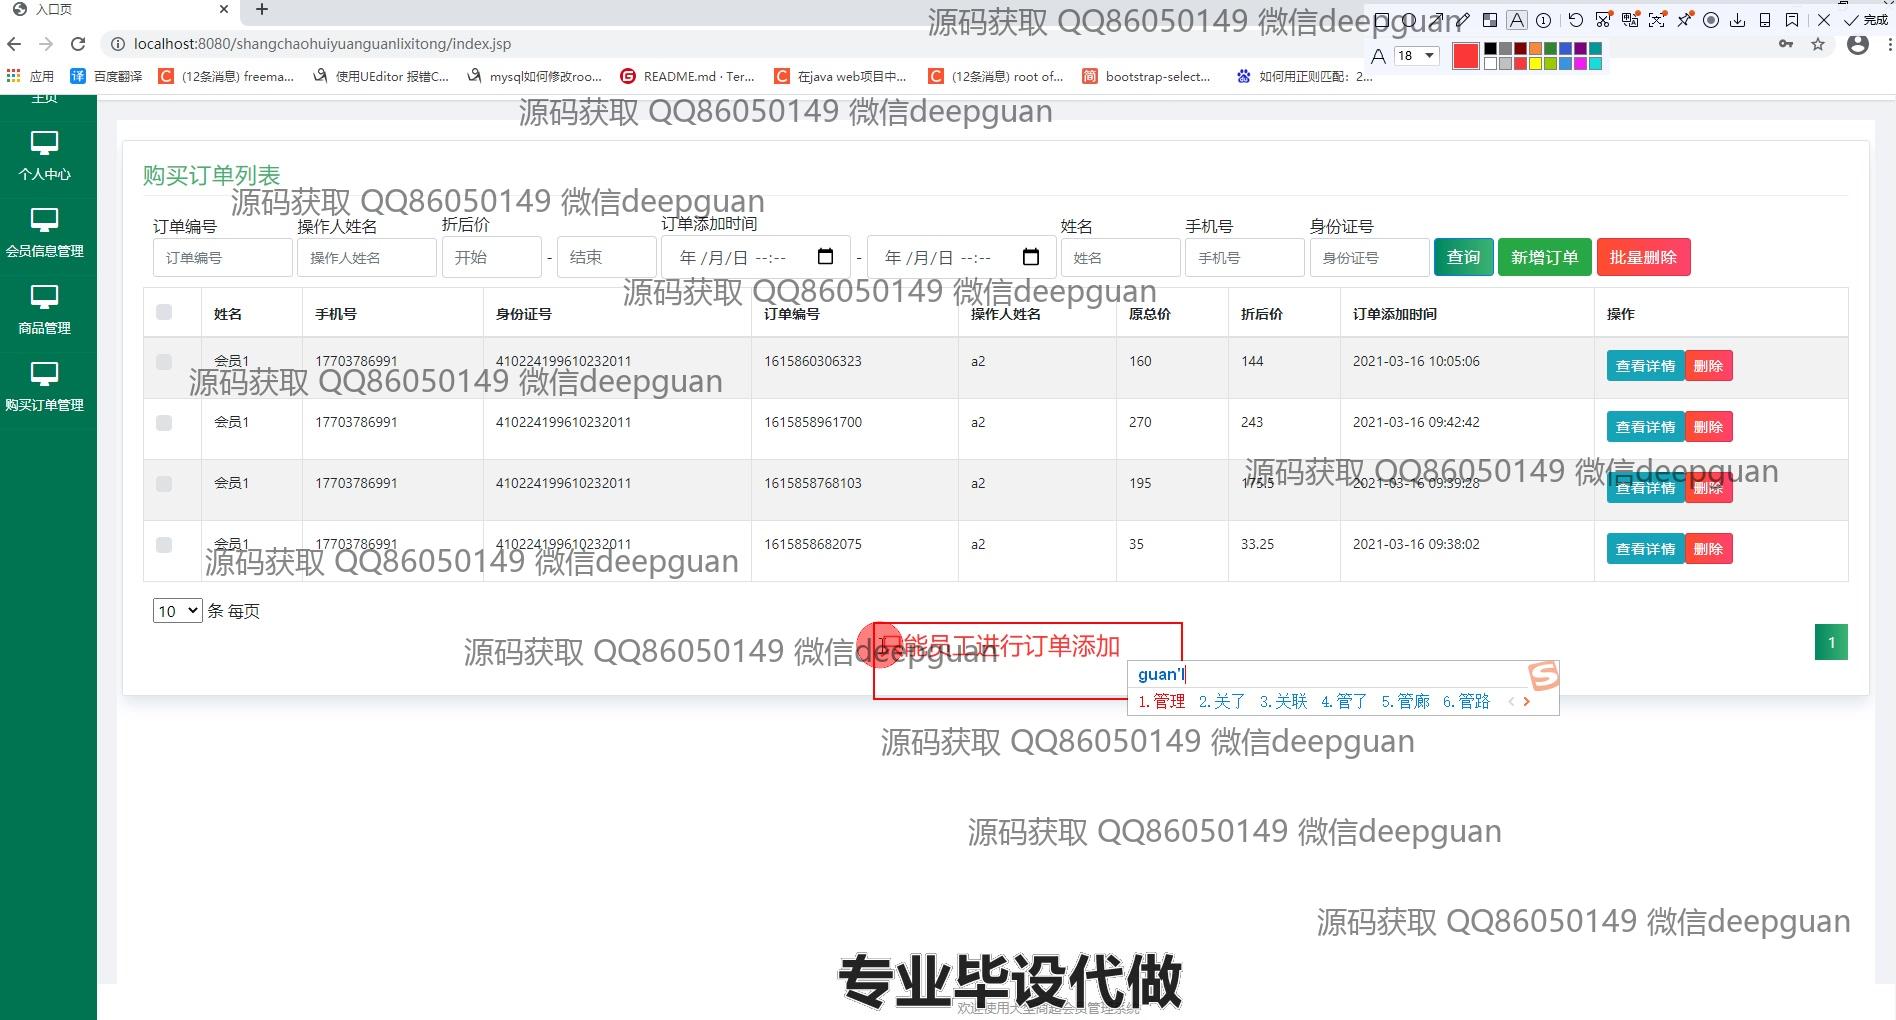 入口页
源码获取 QQ86050149 微信deepguan
完成
localhost:8080/shangchaohuiyuanguanlixitong/index.jsp
A 18
应用 百度翻译 (12条消息) freema... 使用UEditor 报错C... mysql如何修改roo... README.md · Ter... 在java web项目中... (12条消息) root of... bootstrap-select... 如何用正则匹配：2...
主页
源码获取 QQ86050149 微信deepguan
个人中心
会员信息管理
商品管理
购买订单管理
购买订单列表
源码获取 QQ86050149 微信deepguan
订单编号 操作人姓名 折后价 订单添加时间 姓名 手机号 身份证号
订单编号 操作人姓名 开始 - 结束 年 /月/日 --:-- - 年 /月/日 --:-- 姓名 手机号 身份证号 查询 新增订单 批量删除
源码获取 QQ86050149 微信deepguan
姓名 手机号 身份证号 订单编号 操作人姓名 原总价 折后价 订单添加时间 操作
会员1 17703786991 410224199610232011 1615860306323 a2 160 144 2021-03-16 10:05:06 查看详情 删除
源码获取 QQ86050149 微信deepguan
会员1 17703786991 410224199610232011 1615858961700 a2 270 243 2021-03-16 09:42:42 查看详情 删除
源码获取 QQ86050149 微信deepguan
会员1 17703786991 410224199610232011 1615858768103 a2 195 175.5 2021-03-16 09:39:28 查看详情 删除
会员1 17703786991 410224199610232011 1615858682075 a2 35 33.25 2021-03-16 09:38:02 查看详情 删除
源码获取 QQ86050149 微信deepguan
10 条 每页
只能员工进行订单添加
源码获取 QQ86050149 微信deepguan
1
guan'l
1.管理 2.关了 3.关联 4.管了 5.管廊 6.管路
源码获取 QQ86050149 微信deepguan
源码获取 QQ86050149 微信deepguan
源码获取 QQ86050149 微信deepguan
专业毕设代做
欢迎使用大型商超会员管理系统